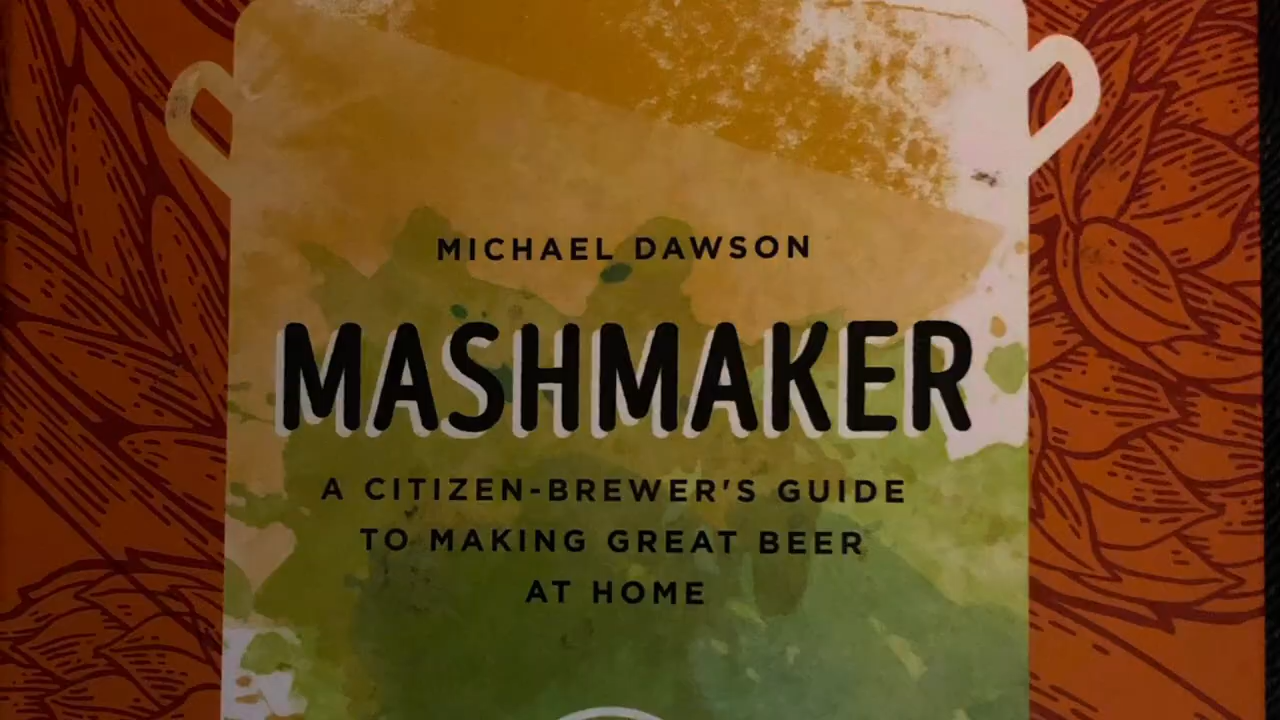 MICHAEL DAWSON
MASHMAKER
A CITIZEN-BREWER'S GUIDE
TO MAKING GREAT BEER
AT HOME